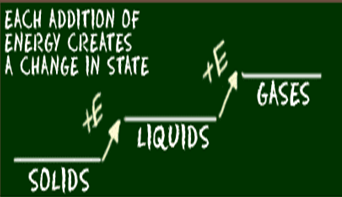 EACH ADDITION OF
ENERGY CREATES
A CHANGE IN STATE
+E
GASES
+E
LIQUIDS
SOLIDS